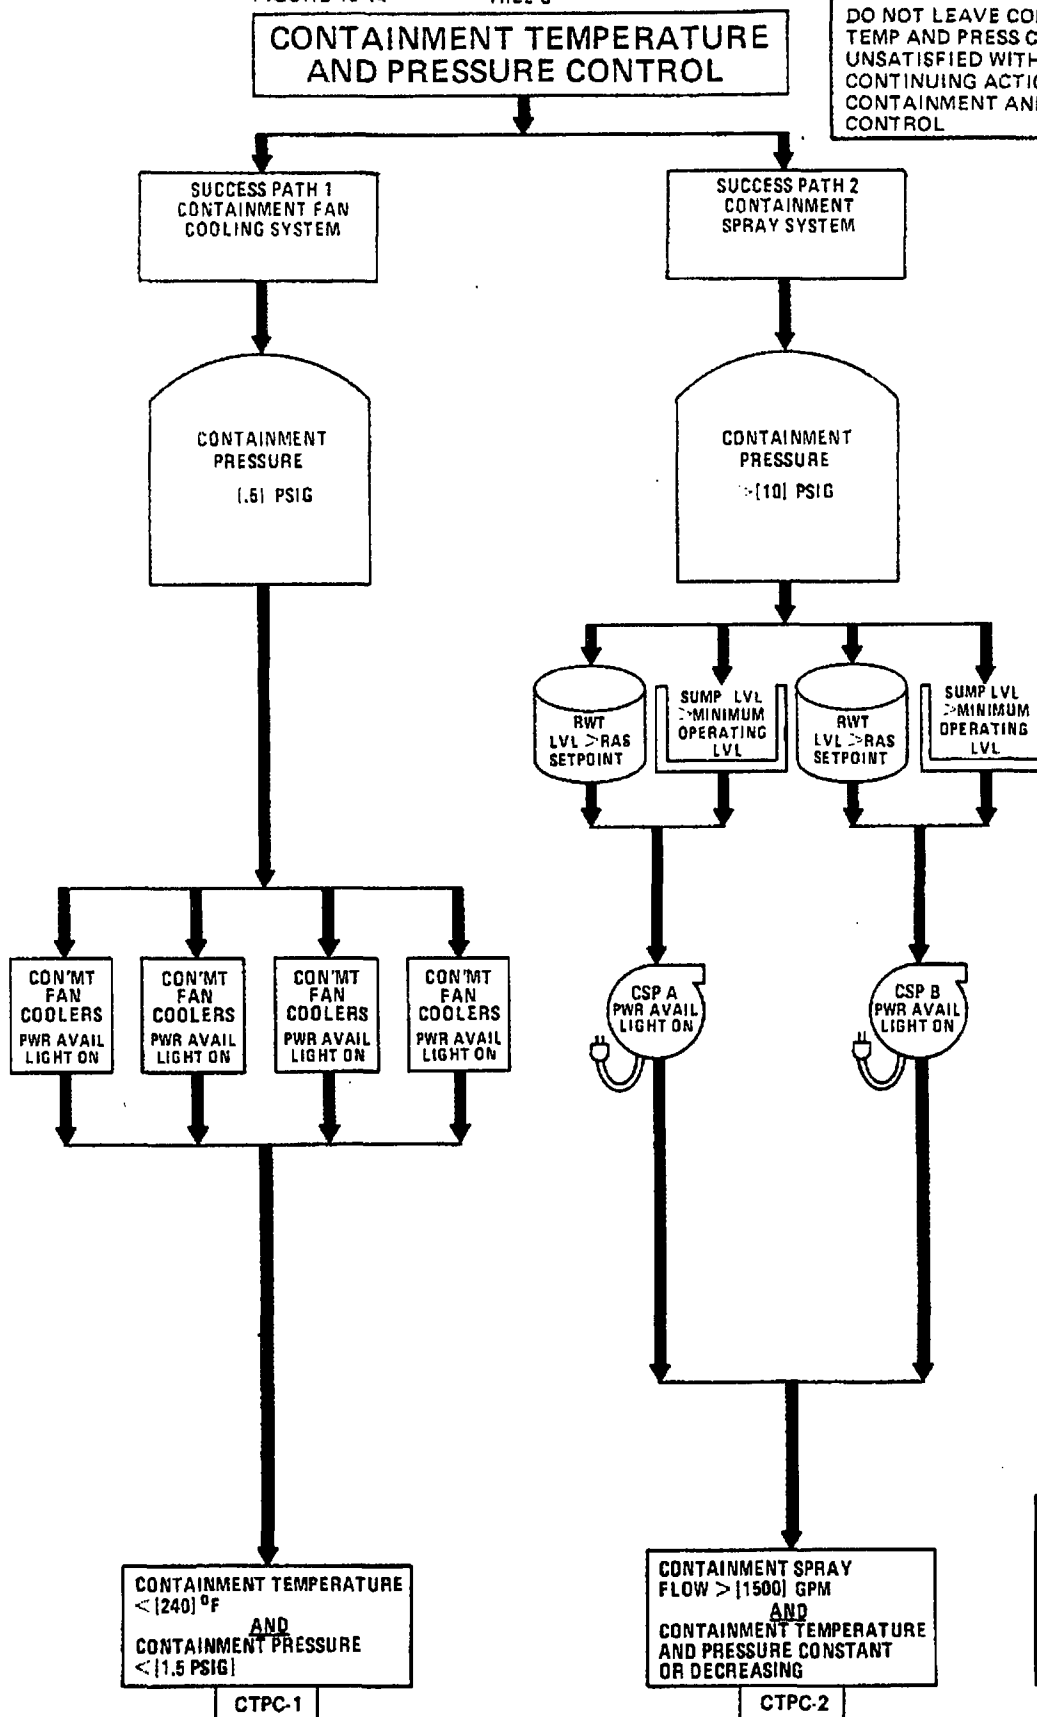 CONTAINMENT TEMPERATURE
AND PRESSURE CONTROL
DO NOT LEAVE
TEMP AND PRESS
UNSATISFIED
CONTINUING
CONTAINMENT
CONTROL
SUCCESS PATH 1
CONTAINMENT FAN
COOLING SYSTEM
SUCCESS PATH 2
CONTAINMENT
SPRAY SYSTEM
CONTAINMENT
PRESSURE
[.5] PSIG
CONTAINMENT
PRESSURE
>[10] PSIG
RWT
LVL >RAS
SETPOINT
SUMP LVL
>MINIMUM
OPERATING
LVL
RWT
LVL >RAS
SETPOINT
SUMP LVL
>MINIMUM
OPERATING
LVL
CON'MT
FAN
COOLERS
PWR AVAIL
LIGHT ON
CON'MT
FAN
COOLERS
PWR AVAIL
LIGHT ON
CON'MT
FAN
COOLERS
PWR AVAIL
LIGHT ON
CON'MT
FAN
COOLERS
PWR AVAIL
LIGHT ON
CSP A
PWR AVAIL
LIGHT ON
CSP B
PWR AVAIL
LIGHT ON
CONTAINMENT TEMPERATURE
< [240] °F
AND
CONTAINMENT PRESSURE
< [1.5 PSIG]
CTPC-1
CONTAINMENT SPRAY
FLOW > [1500] GPM
AND
CONTAINMENT TEMPERATURE
AND PRESSURE CONSTANT
OR DECREASING
CTPC-2